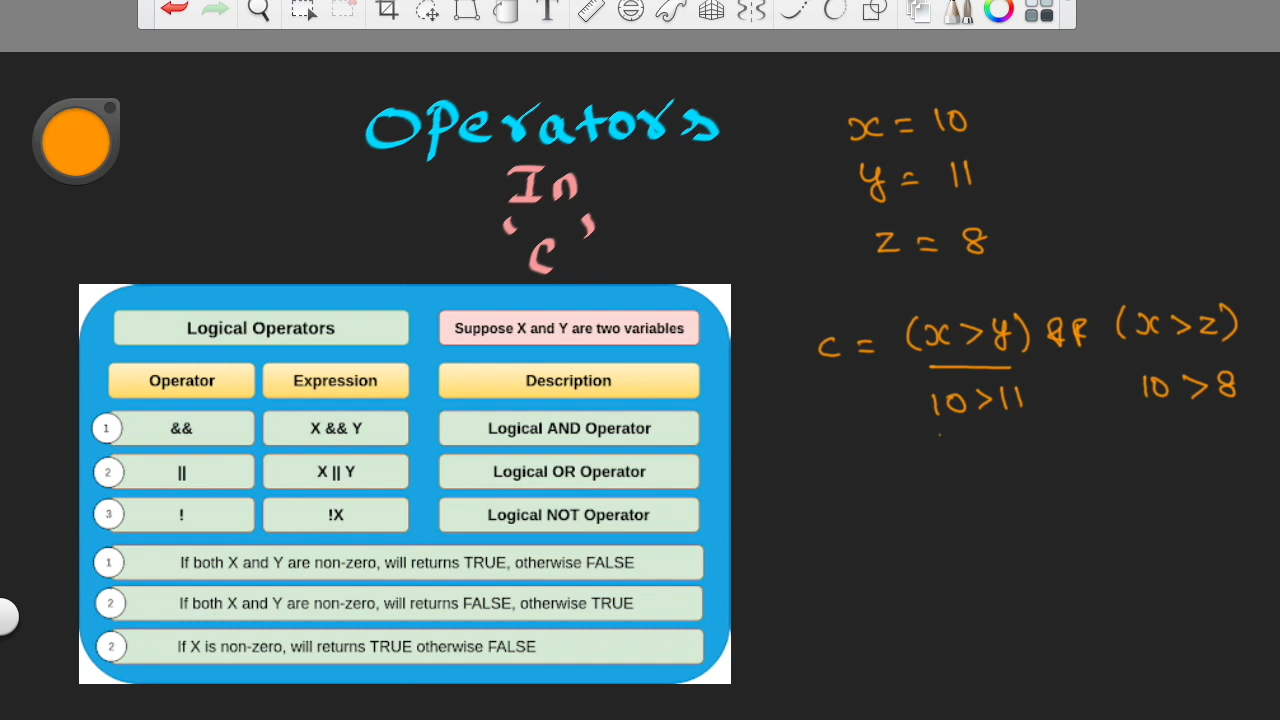 Operators
In
'C'
x = 10
y = 11
z = 8
c = (x>y) && (x>z)
10>11 10>8
Logical Operators Suppose X and Y are two variables
Operator Expression Description
1 && X && Y Logical AND Operator
2 || X || Y Logical OR Operator
3 ! !X Logical NOT Operator
1 If both X and Y are non-zero, will returns TRUE, otherwise FALSE
2 If both X and Y are non-zero, will returns FALSE, otherwise TRUE
2 If X is non-zero, will returns TRUE otherwise FALSE